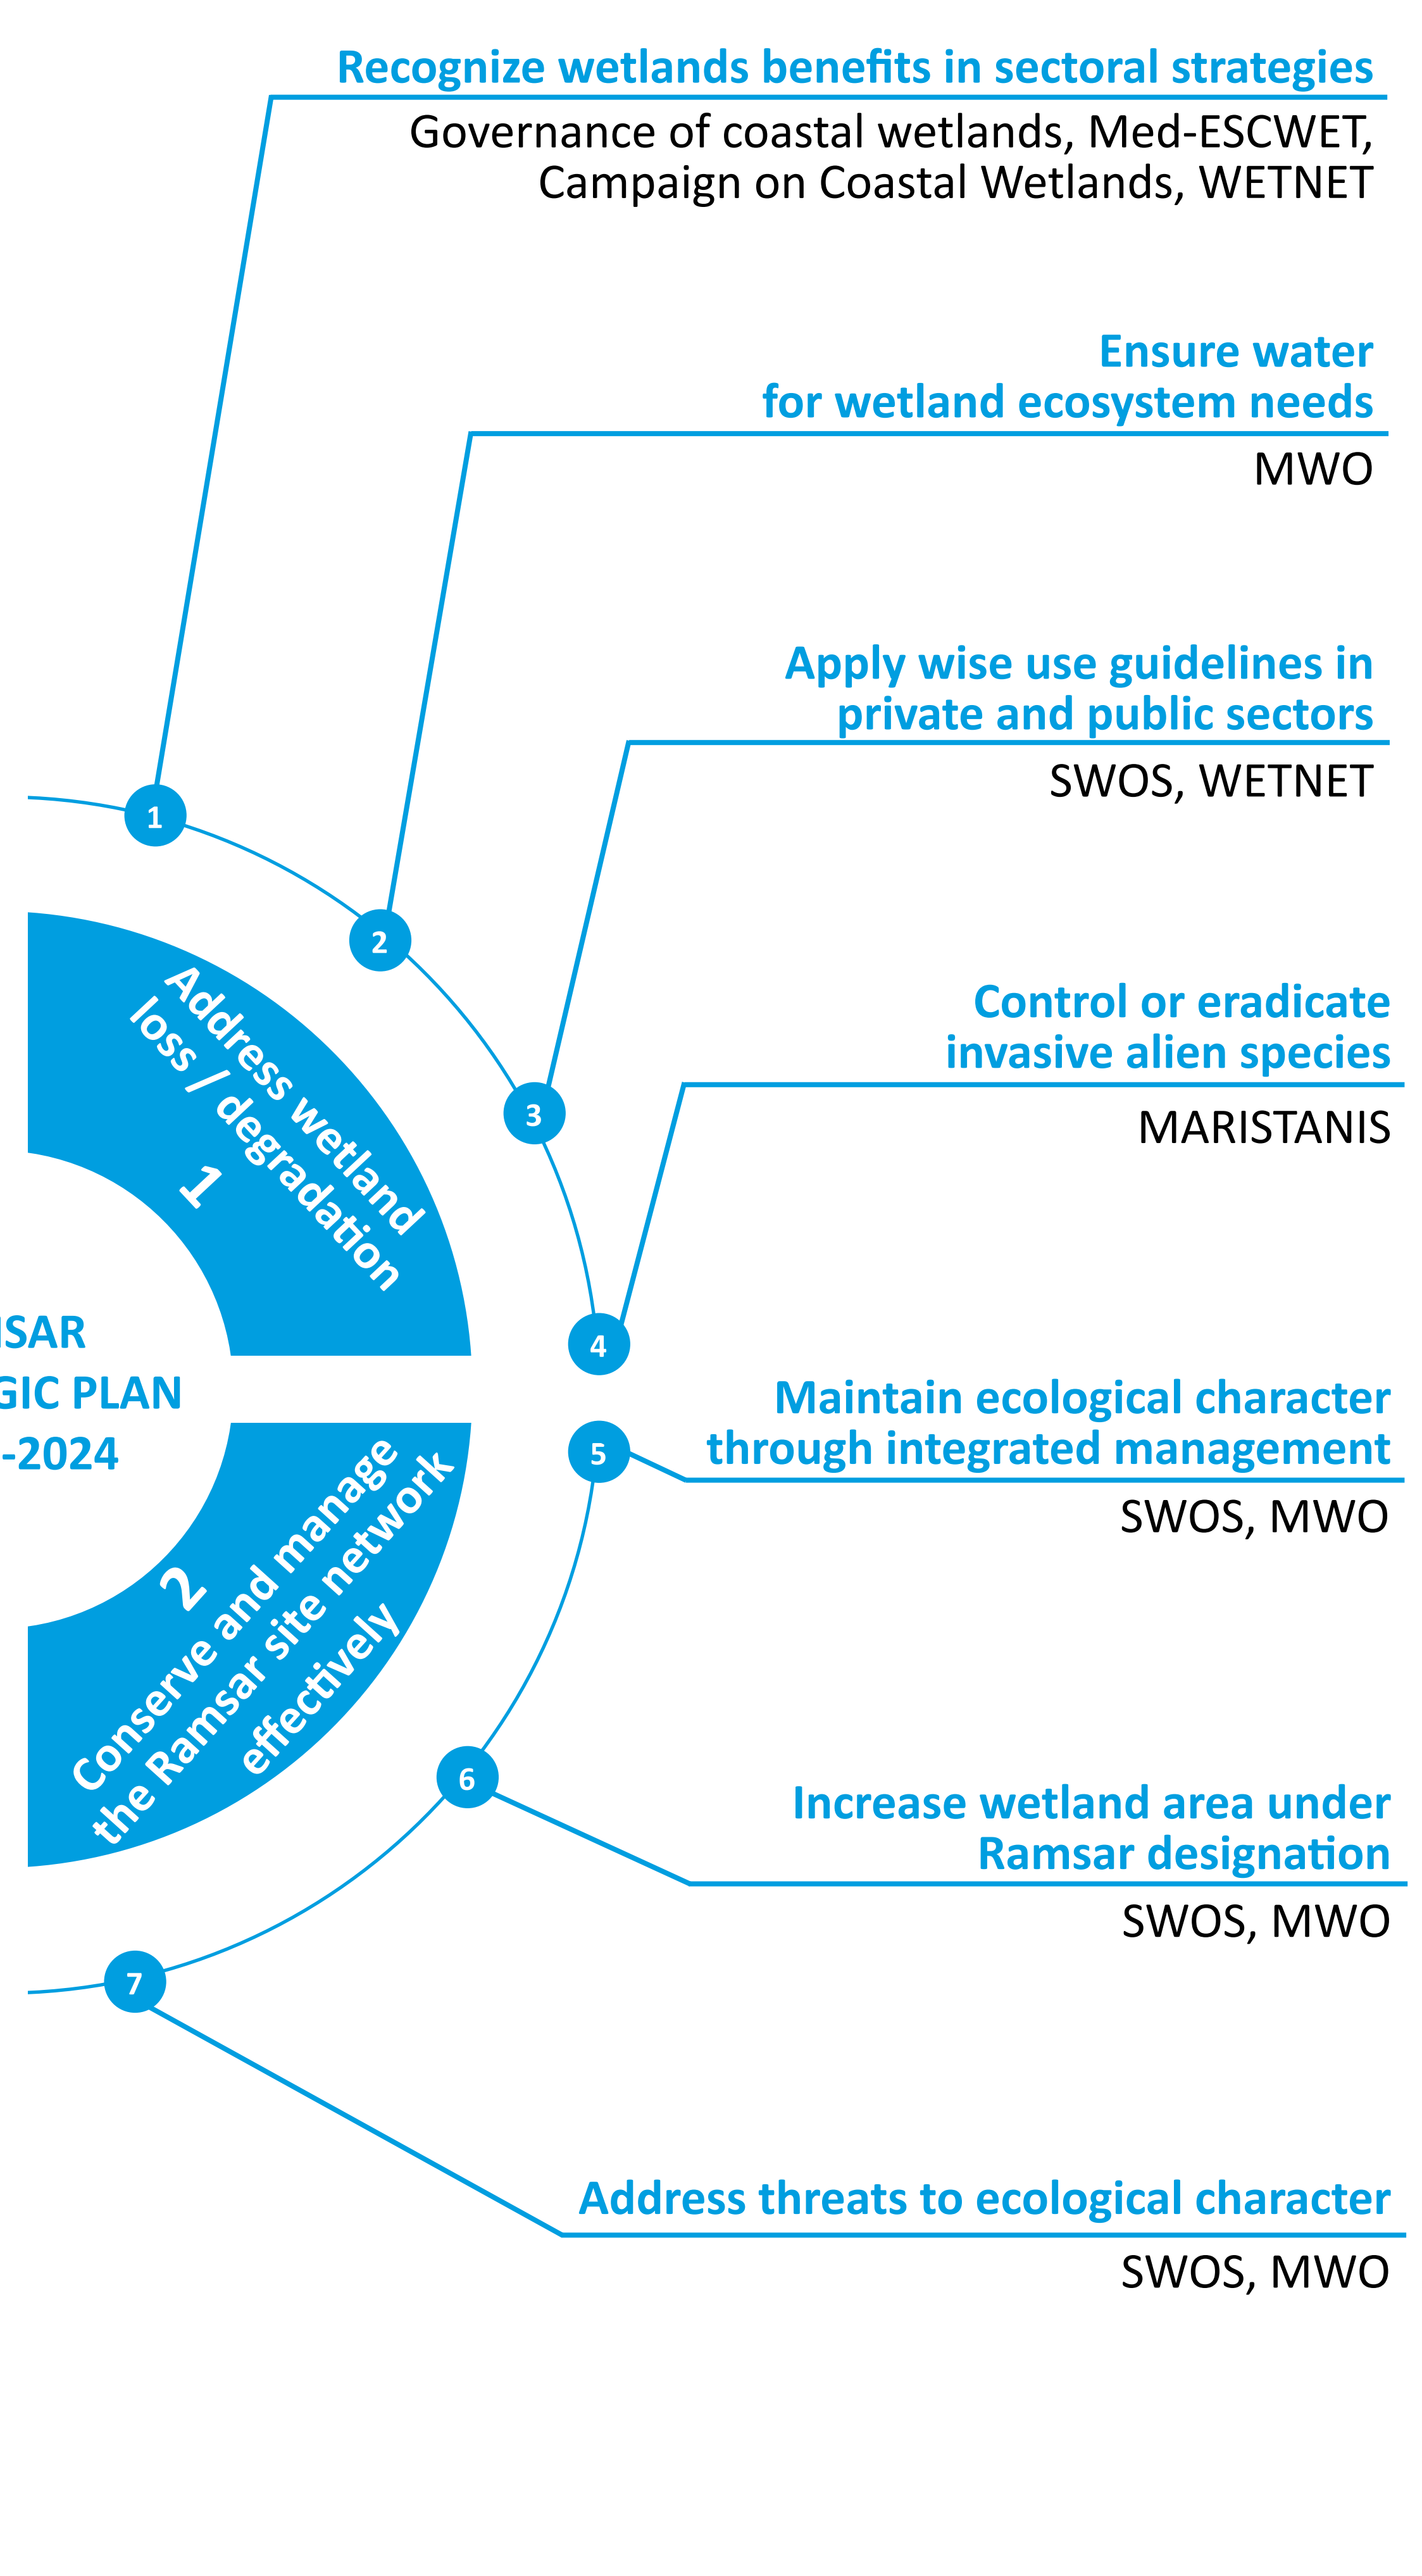 Recognize wetlands benefits in sectoral strategies
Governance of coastal wetlands, Med-ESCWET,
Campaign on Coastal Wetlands, WETNET
Ensure water
for wetland ecosystem needs
MWO
Apply wise use guidelines in
private and public sectors
SWOS, WETNET
1
2
3
Control or eradicate
invasive alien species
MARISTANIS
Address wetland
loss / degradation
1
4
SAR
GIC PLAN
-2024
5
Maintain ecological character
through integrated management
SWOS, MWO
2
Conserve and manage
the Ramsar site network
effectively
6
Increase wetland area under
Ramsar designation
SWOS, MWO
7
Address threats to ecological character
SWOS, MWO